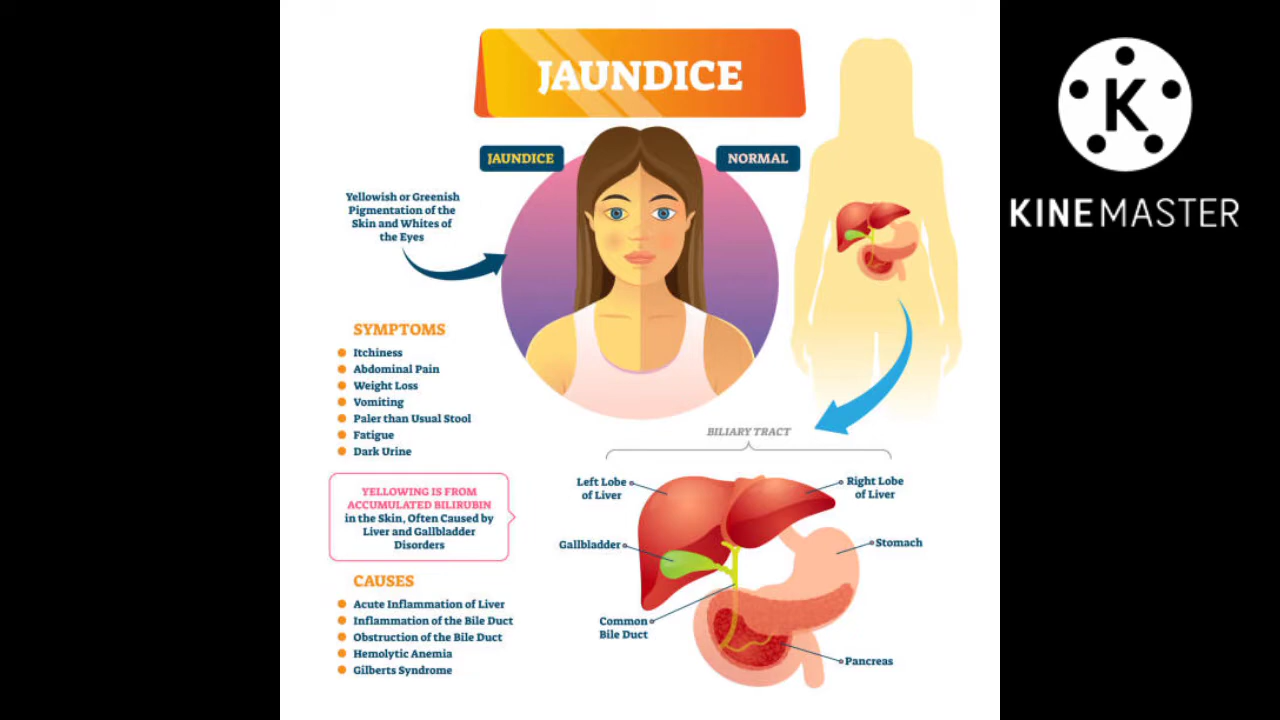 JAUNDICE
JAUNDICE
NORMAL
Yellowish or Greenish
Pigmentation of the
Skin and Whites of
the Eyes
SYMPTOMS
Itchiness
Abdominal Pain
Weight Loss
Vomiting
Paler than Usual Stool
Fatigue
Dark Urine
YELLOWING IS FROM
ACCUMULATED BILIRUBIN
in the Skin, Often Caused by
Liver and Gallbladder
Disorders
CAUSES
Acute Inflammation of Liver
Inflammation of the Bile Duct
Obstruction of the Bile Duct
Hemolytic Anemia
Gilberts Syndrome
BILIARY TRACT
Left Lobe
of Liver
Right Lobe
of Liver
Gallbladder
Stomach
Common
Bile Duct
Pancreas
K
KINEMASTER